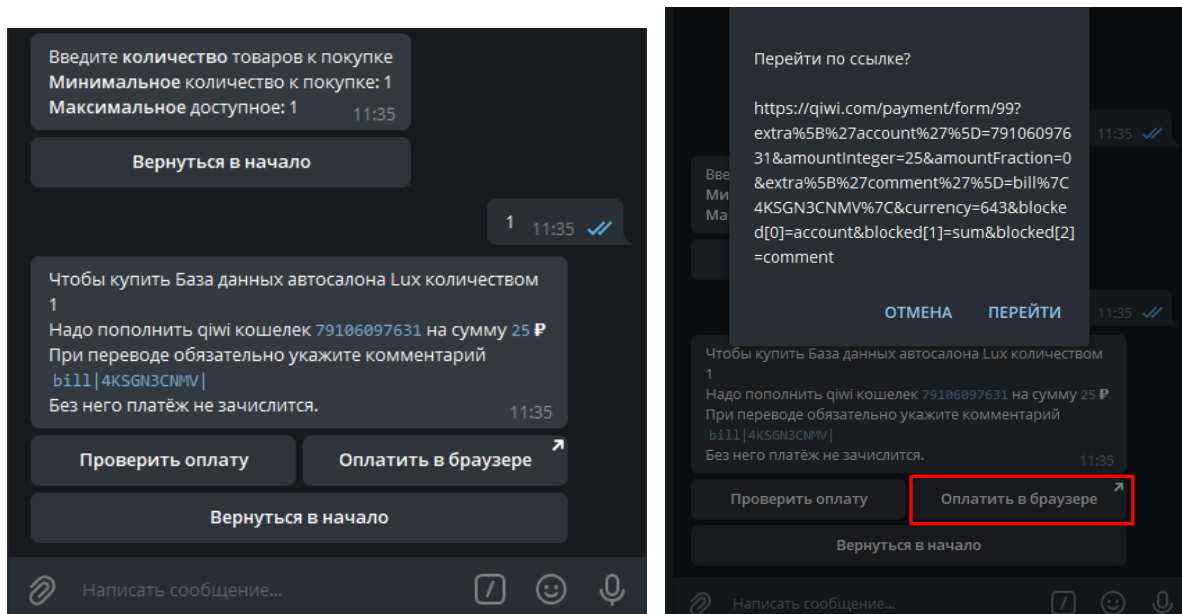 Введите количество товаров к покупке
Минимальное количество к покупке: 1
Максимальное доступное: 1
11:35
Вернуться в начало
1 11:35
Чтобы купить База данных автосалона Lux количеством
1
Надо пополнить qiwi кошелек 79106097631 на сумму 25 ₽
При переводе обязательно укажите комментарий
bill|4KSGN3CNMV|
Без него платёж не зачислится.
11:35
Проверить оплату
Оплатить в браузере
Вернуться в начало
Написать сообщение...
Перейти по ссылке?
https://qiwi.com/payment/form/99?
extra%5B%27account%27%5D=791060976
31&amountInteger=25&amountFraction=0
&extra%5B%27comment%27%5D=bill%7C
4KSGN3CNMV%7C&currency=643&blocke
d[0]=account&blocked[1]=sum&blocked[2]
=comment
ОТМЕНА ПЕРЕЙТИ
11:35
Вве
Ми
Ма
11:35
Чтобы купить База данных автосалона Lux количеством
1
Надо пополнить qiwi кошелек 79106097631 на сумму 25 ₽
При переводе обязательно укажите комментарий
bill|4KSGN3CNMV|
Без него платёж не зачислится.
11:35
Проверить оплату
Оплатить в браузере
Вернуться в начало
Написать сообщение...